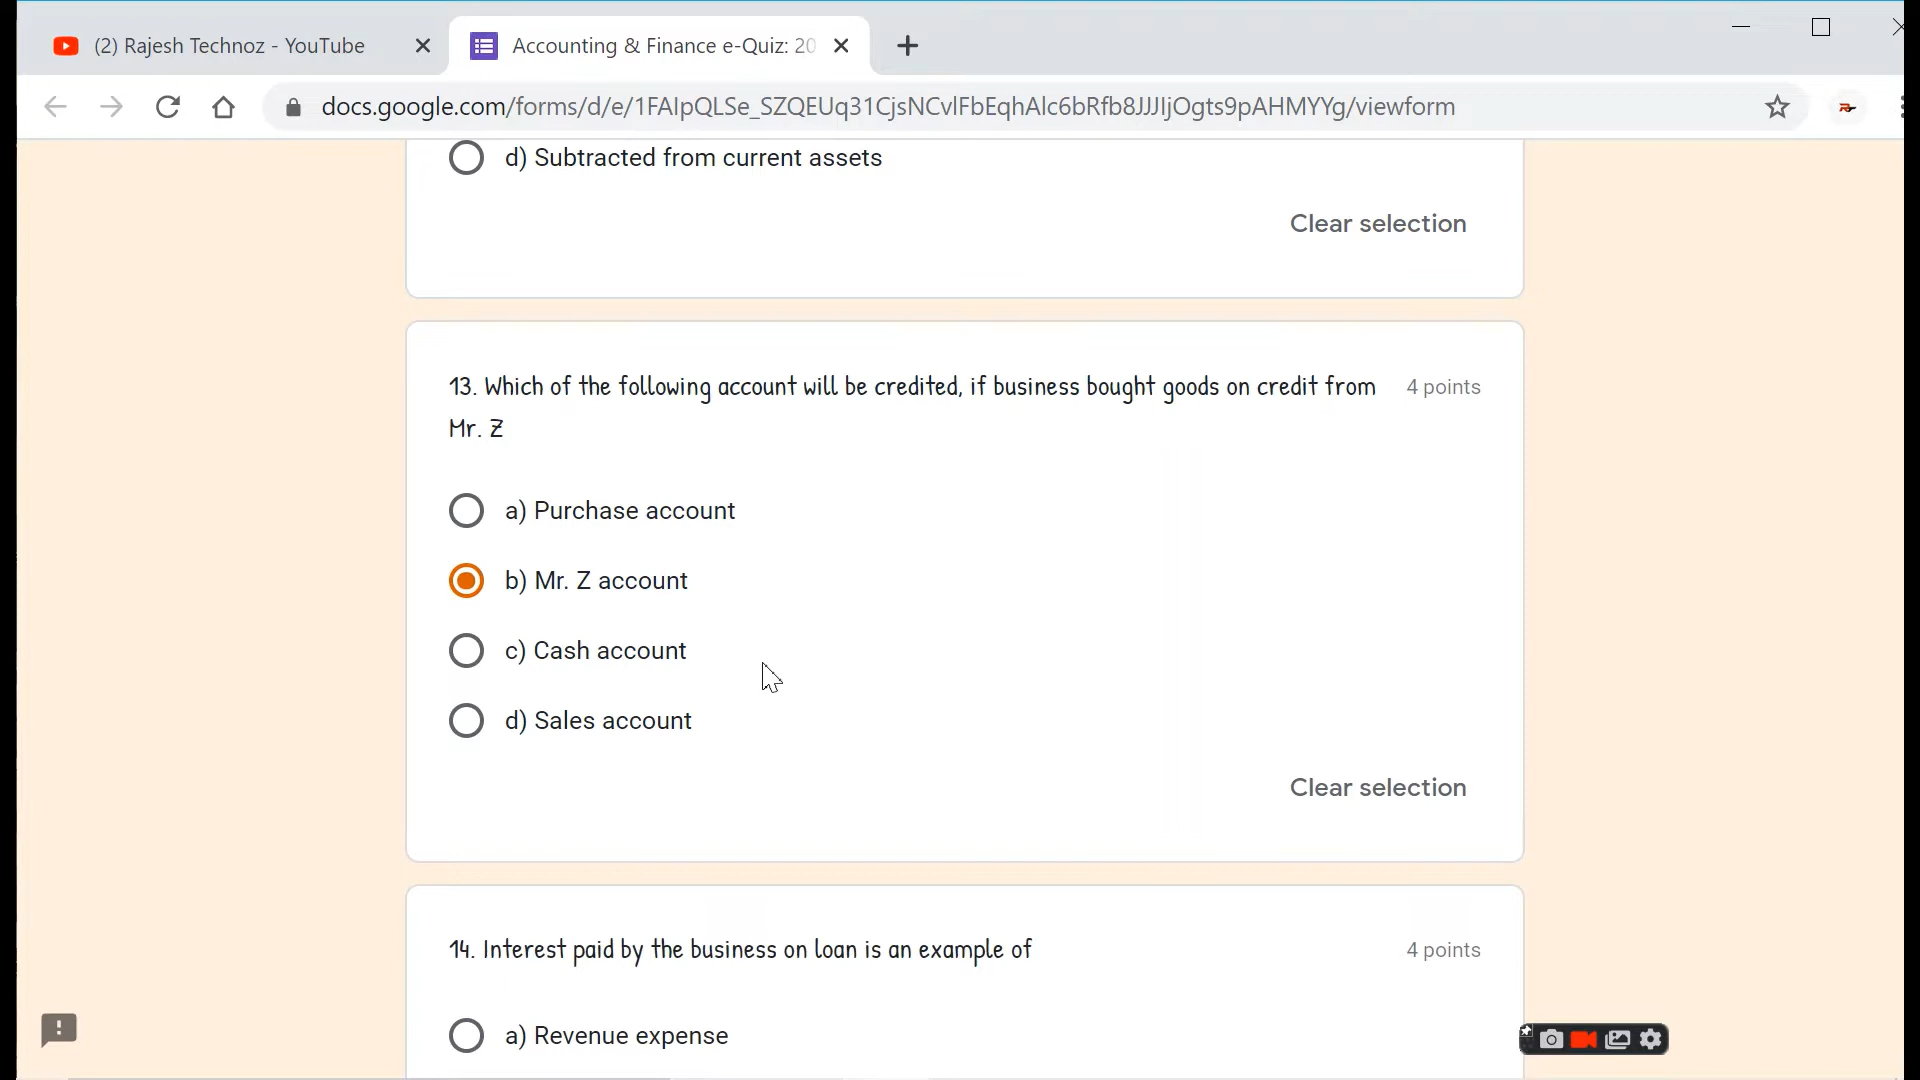 (2) Rajesh Technoz - YouTube
Accounting & Finance e-Quiz: 20
docs.google.com/forms/d/e/1FAIpQLSe_SZQEUq31CjsNCvlFbEqhAlc6bRfb8JJJIjOgts9pAHMYYg/viewform
d) Subtracted from current assets
Clear selection
13. Which of the following account will be credited, if business bought goods on credit from
Mr. Z
4 points
a) Purchase account
b) Mr. Z account
c) Cash account
d) Sales account
Clear selection
14. Interest paid by the business on loan is an example of
4 points
a) Revenue expense